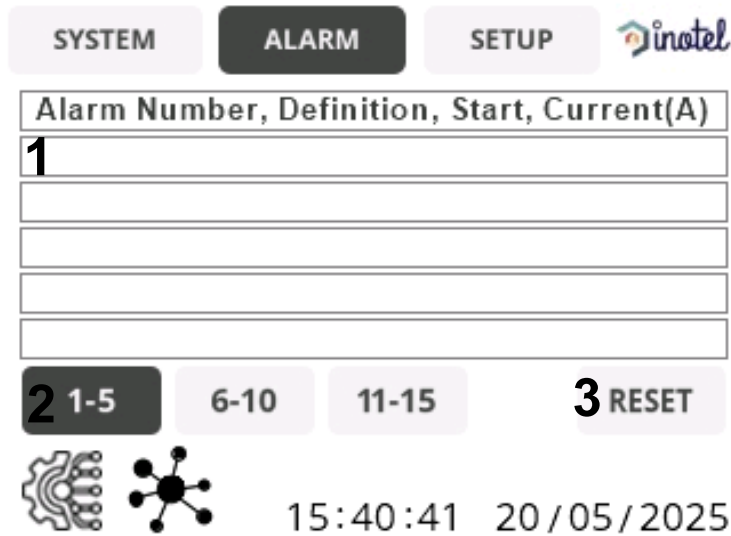 SYSTEM ALARM SETUP inotel
Alarm Number, Definition, Start, Current(A)
1
2 1-5 6-10 11-15 3 RESET
15:40:41 20/05/2025